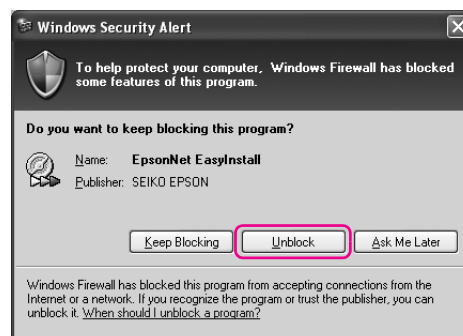 Windows Security Alert
To help protect your computer, Windows Firewall has blocked
some features of this program.
Do you want to keep blocking this program?
Name: EpsonNet EasyInstall
Publisher: SEIKO EPSON
Keep Blocking Unblock Ask Me Later
Windows Firewall has blocked this program from accepting connections from the
Internet or a network. If you recognize the program or trust the publisher, you can
unblock it. When should I unblock a program?